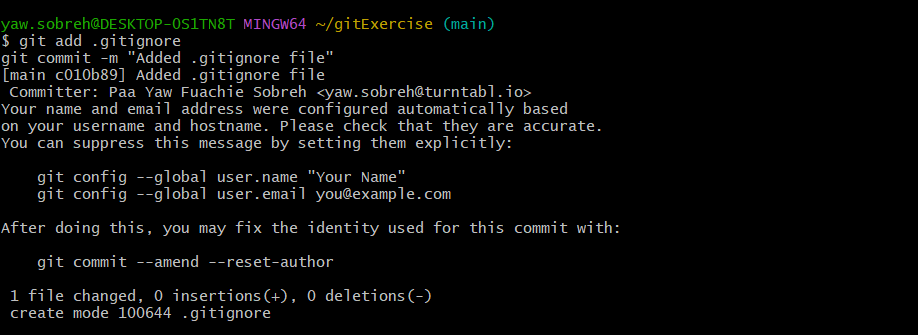 yaw.sobreh@DESKTOP-OS1TN8T MINGW64 ~/gitExercise (main)
$ git add .gitignore
git commit -m "Added .gitignore file"
[main c010b89] Added .gitignore file
 Committer: Paa Yaw Fuachie Sobreh <yaw.sobreh@turntabl.io>
Your name and email address were configured automatically based
on your username and hostname. Please check that they are accurate.
You can suppress this message by setting them explicitly:

    git config --global user.name "Your Name"
    git config --global user.email you@example.com

After doing this, you may fix the identity used for this commit with:

    git commit --amend --reset-author

 1 file changed, 0 insertions(+), 0 deletions(-)
 create mode 100644 .gitignore